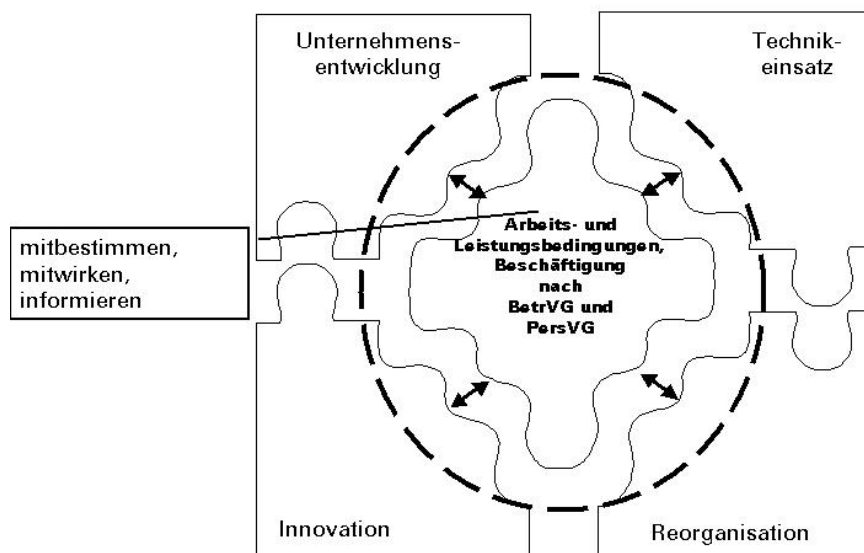 Unternehmens-
entwicklung
Technik-
einsatz
mitbestimmen,
mitwirken,
informieren
Arbeits- und
Leistungsbedingungen,
Beschäftigung
nach
BetrVG und
PersVG
Innovation
Reorganisation